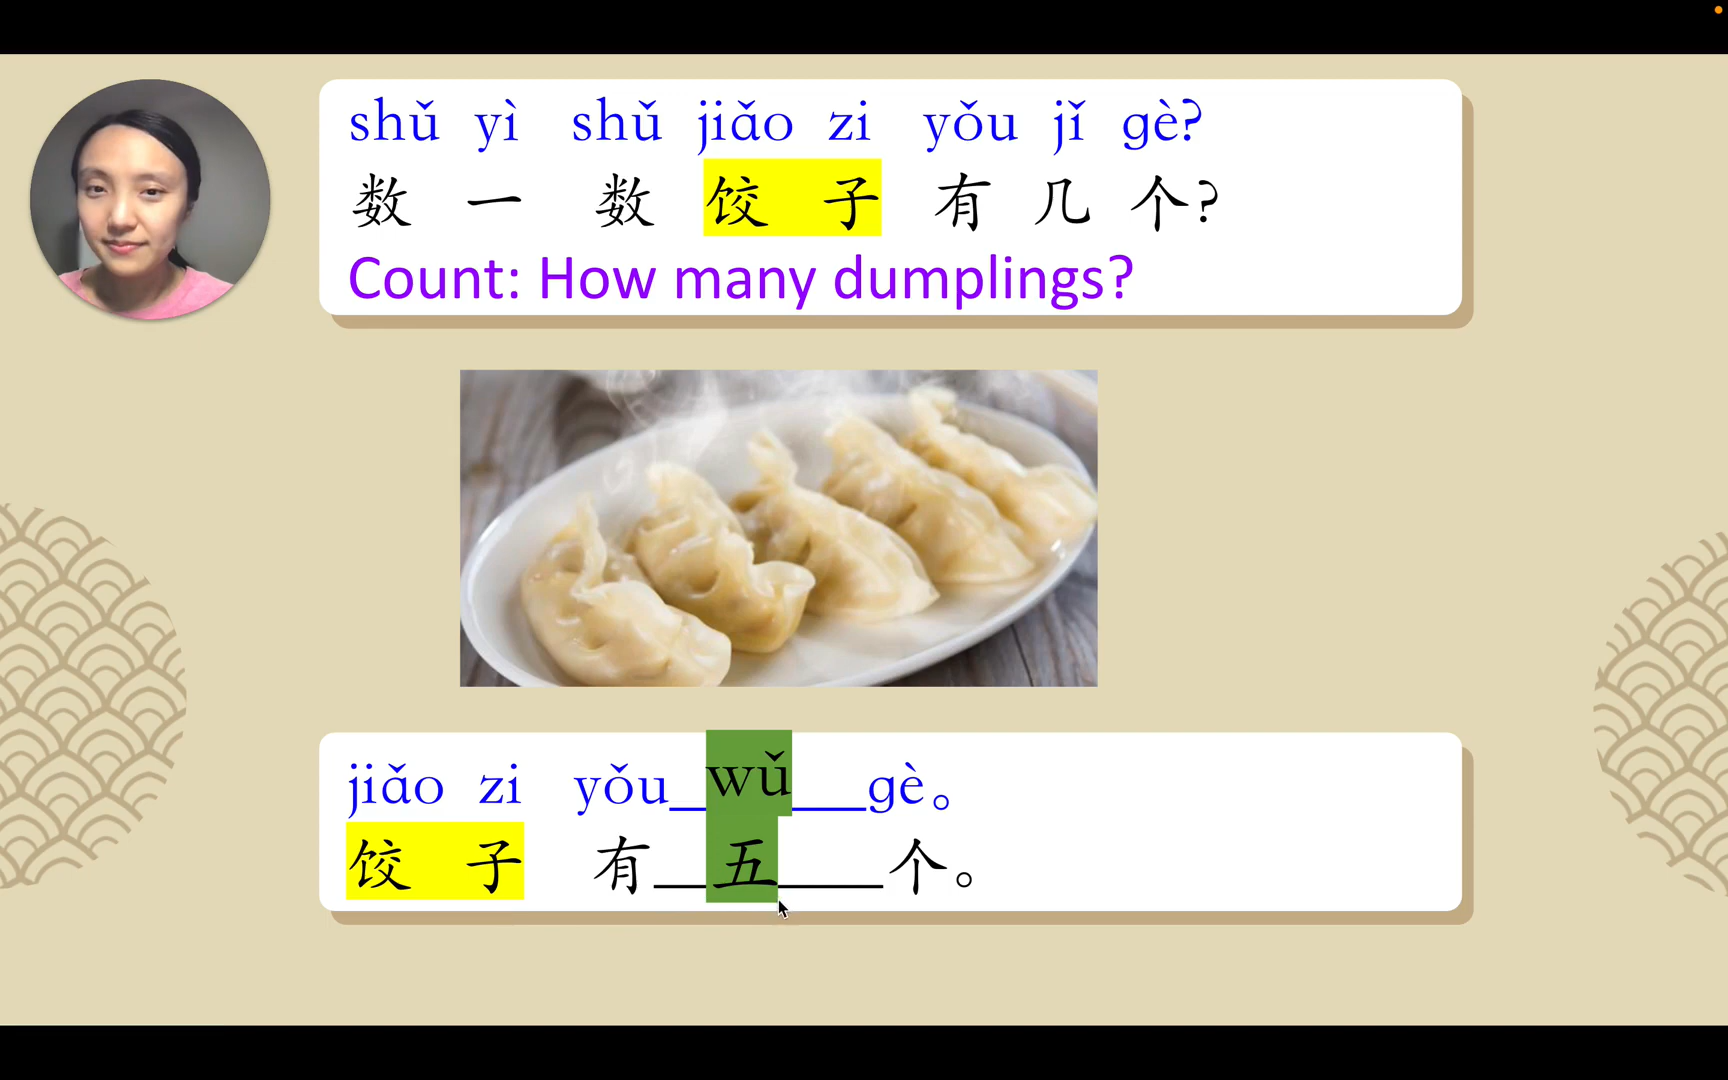 shǔ yì shǔ jiǎo zi yǒu jǐ gè?
数 一 数 饺 子 有 几 个?
Count: How many dumplings?
jiǎo zi yǒu_wǔ__gè。
饺 子 有__五____个。